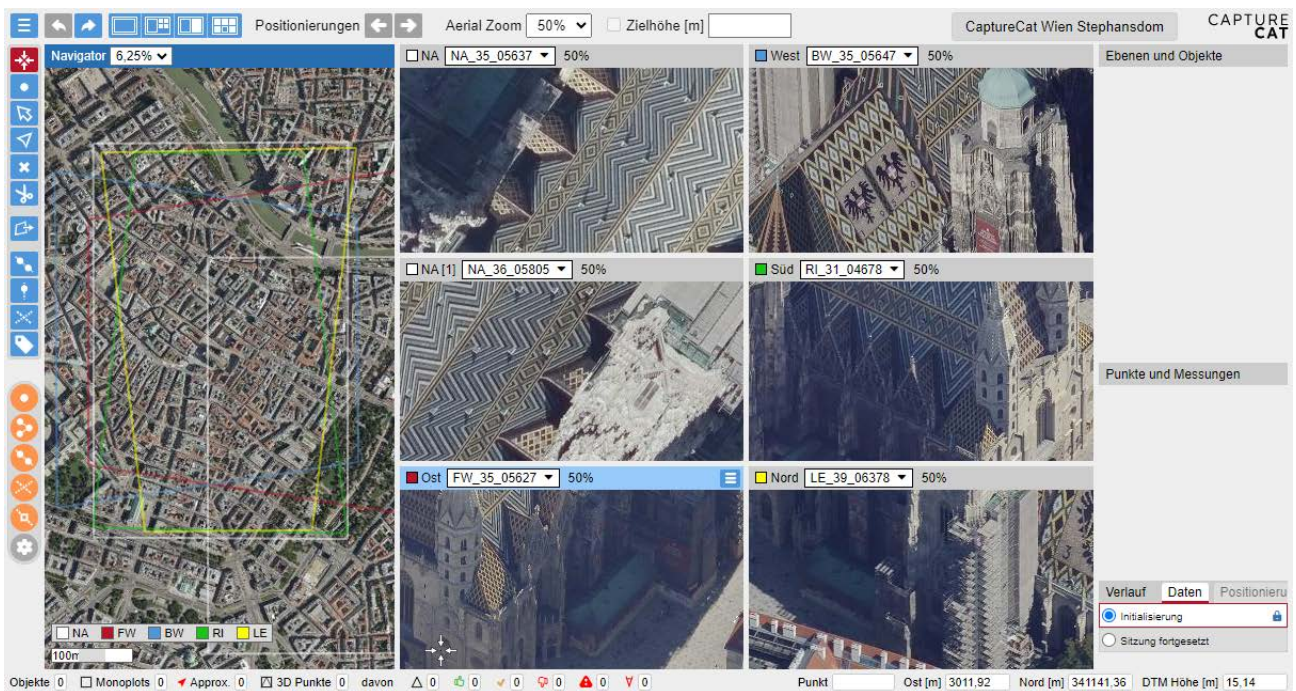 Positionierungen
Aerial Zoom 50%
Zielhöhe [m]
CaptureCat Wien Stephansdom
CAPTURE
CAT
Navigator 6,25%
NA NA_35_05637 50%
West BW_35_05647 50%
Ebenen und Objekte
NA [1] NA_36_05805 50%
Süd RI_31_04678 50%
Punkte und Messungen
Ost FW_35_05627 50%
Nord LE_39_06378 50%
Verlauf Daten Positionieru
Initialisierung
Sitzung fortgesetzt
NA FW BW RI LE
100m
Objekte 0 Monoplots 0 Approx. 0 3D Punkte 0 davon 0 0 0 0 0 0 Punkt Ost [m] 3011,92 Nord [m] 341141,36 DTM Höhe [m] 15,14